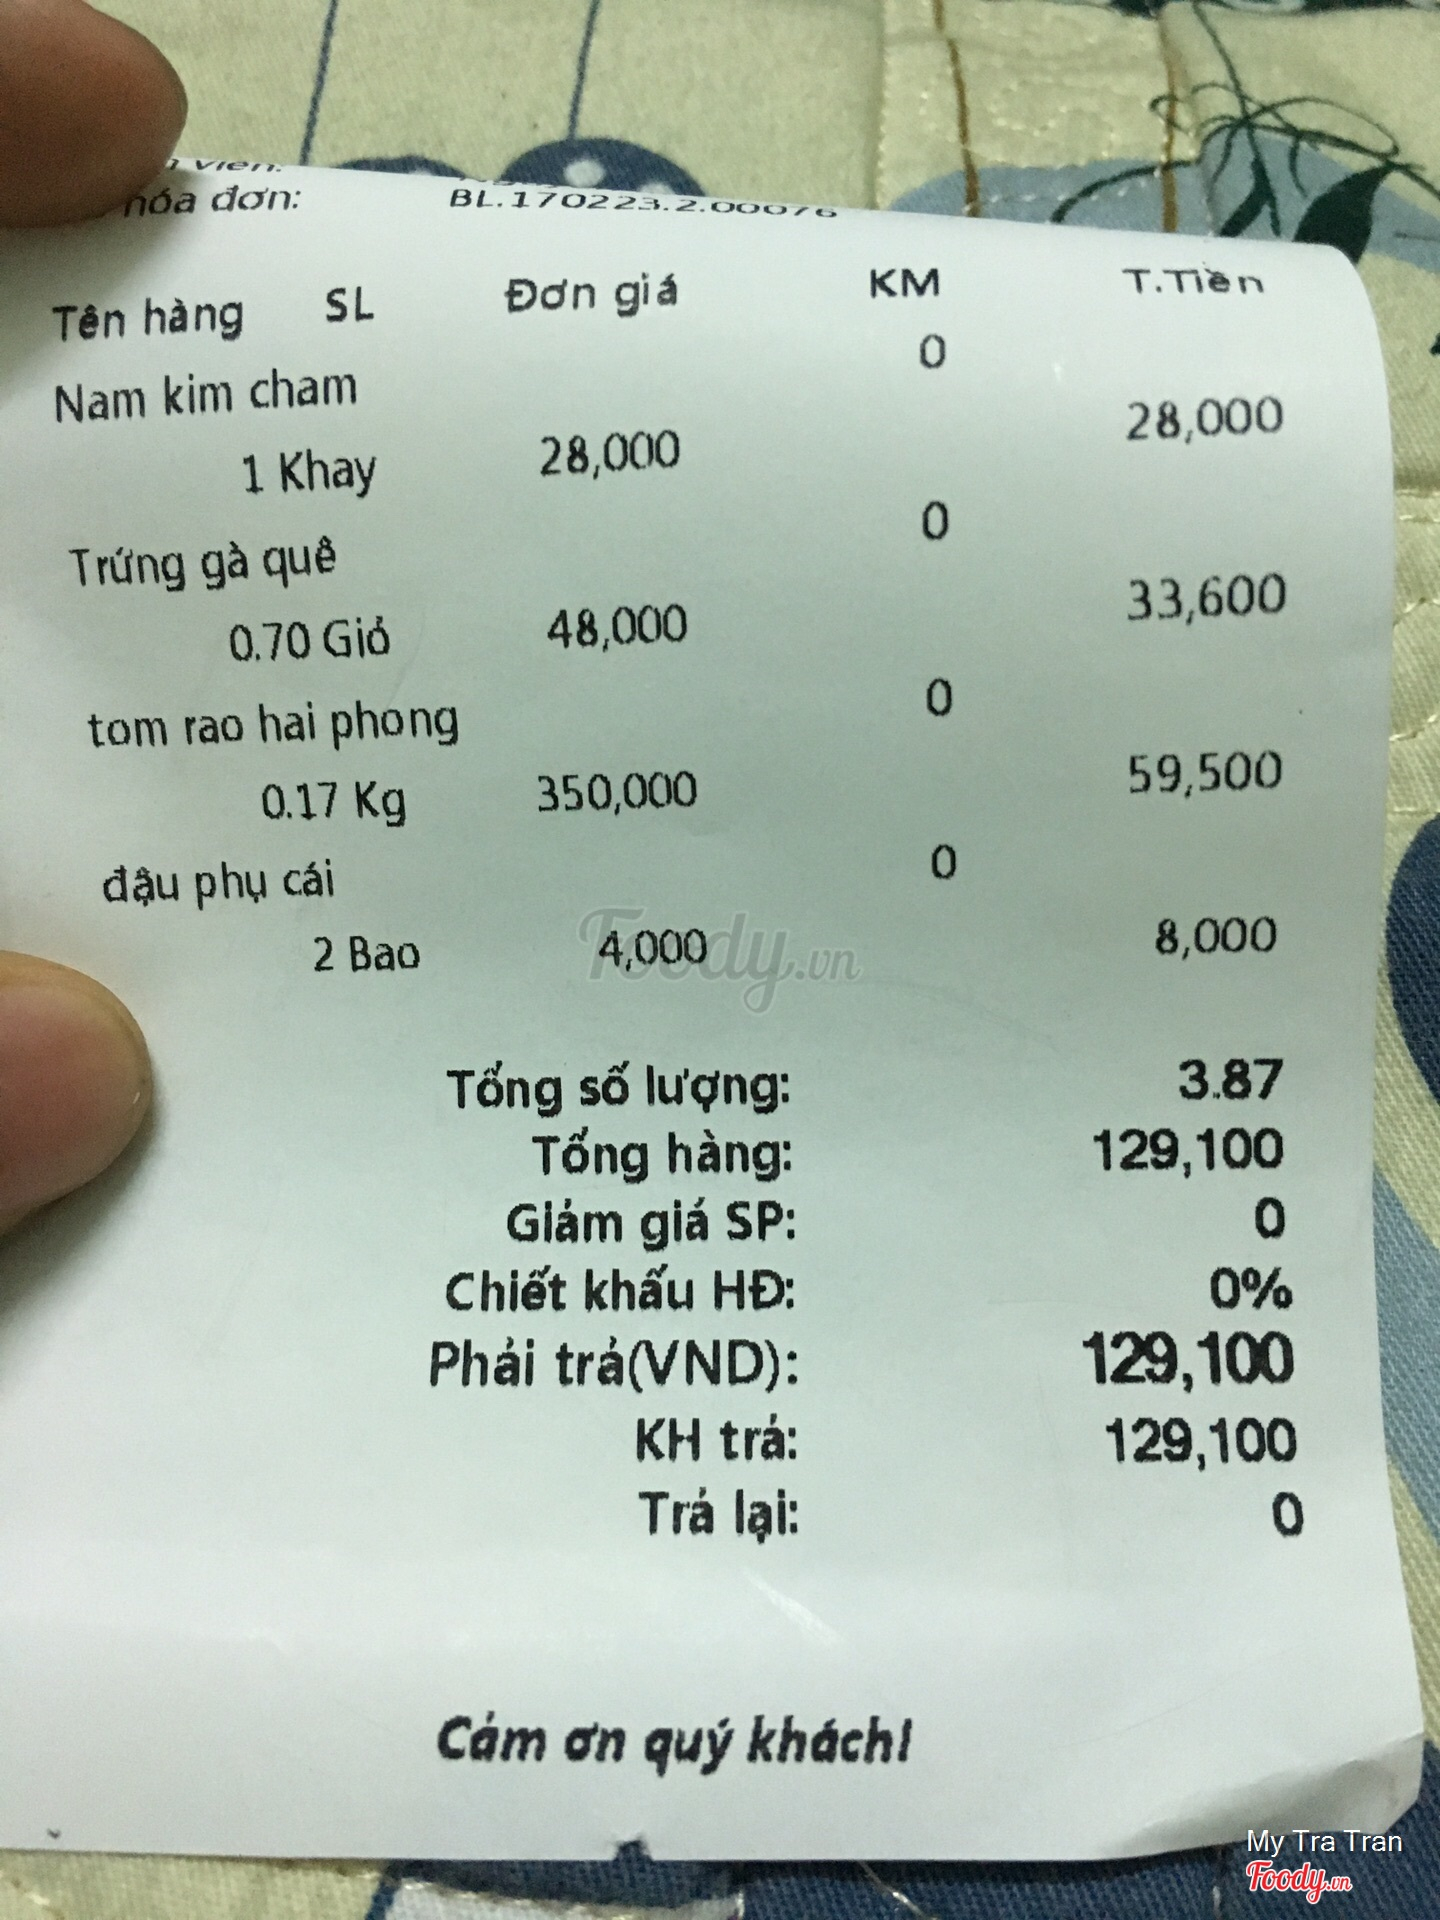 viên:
hóa đơn: BL.170223.2.00076
Tên hàng SL Đơn giá KM T.Tiền
Nam kim cham 0
1 Khay 28,000 28,000
Trứng gà quê 0
0.70 Giỏ 48,000 33,600
tom rao hai phong 0
0.17 Kg 350,000 59,500
đậu phụ cái 0
2 Bao 4,000 8,000
Foody.vn
Tổng số lượng: 3.87
Tổng hàng: 129,100
Giảm giá SP: 0
Chiết khấu HĐ: 0%
Phải trả(VND): 129,100
KH trả: 129,100
Trả lại: 0
Cảm ơn quý khách!
My Tra Tran
Foody.vn